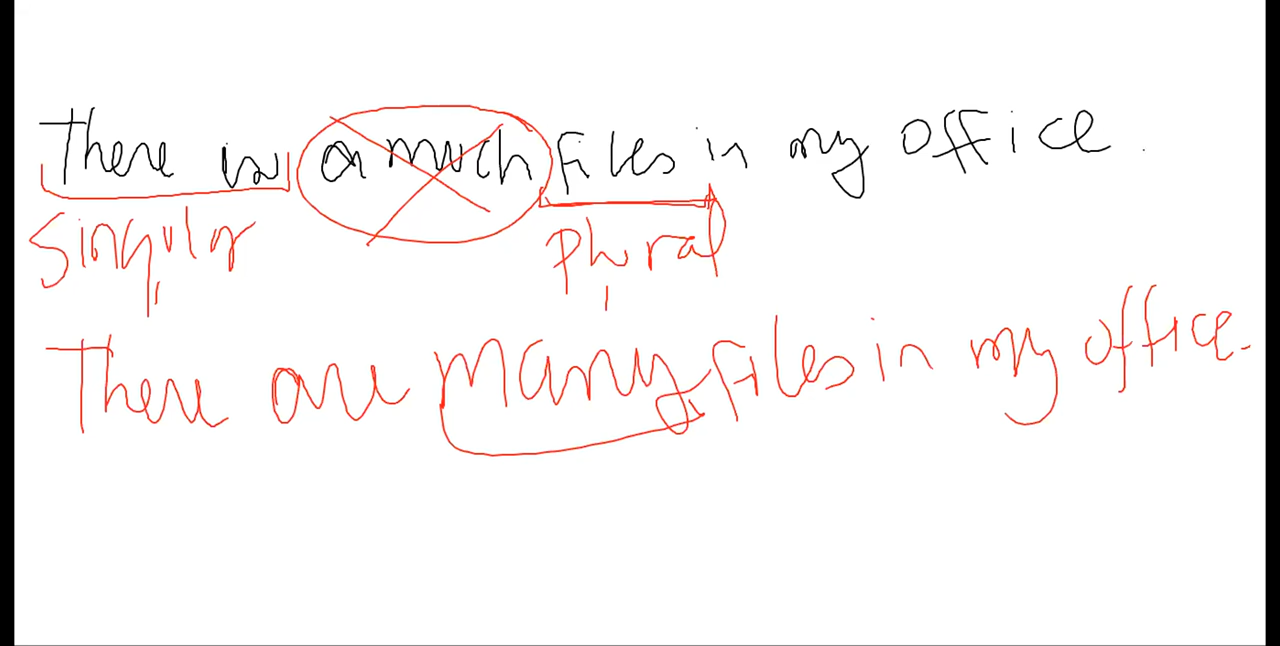 There is a much files in my office.
Singular Plural
There are many files in my office.